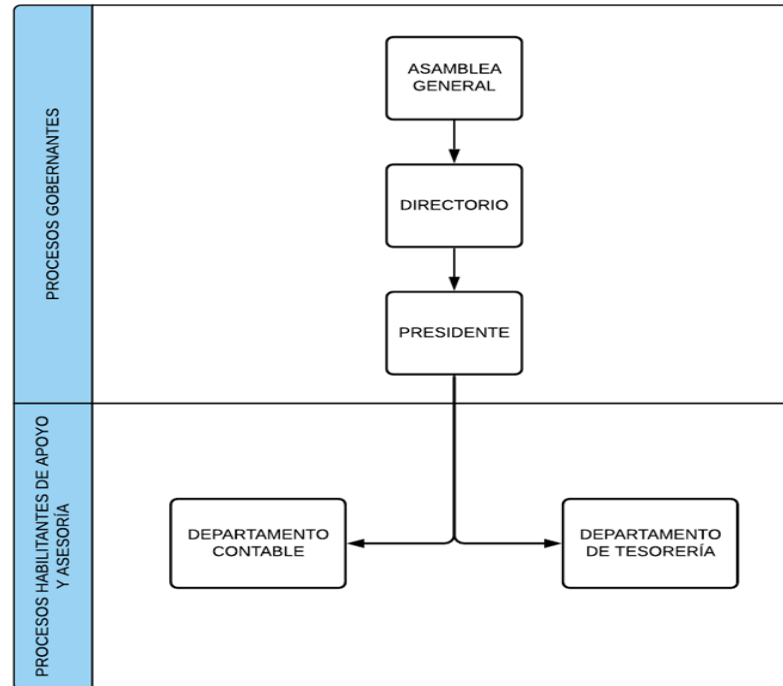 PROCESOS GOBERNANTES
ASAMBLEA
GENERAL
DIRECTORIO
PRESIDENTE
PROCESOS HABILITANTES DE APOYO
Y ASESORÍA
DEPARTAMENTO
CONTABLE
DEPARTAMENTO
DE TESORERÍA